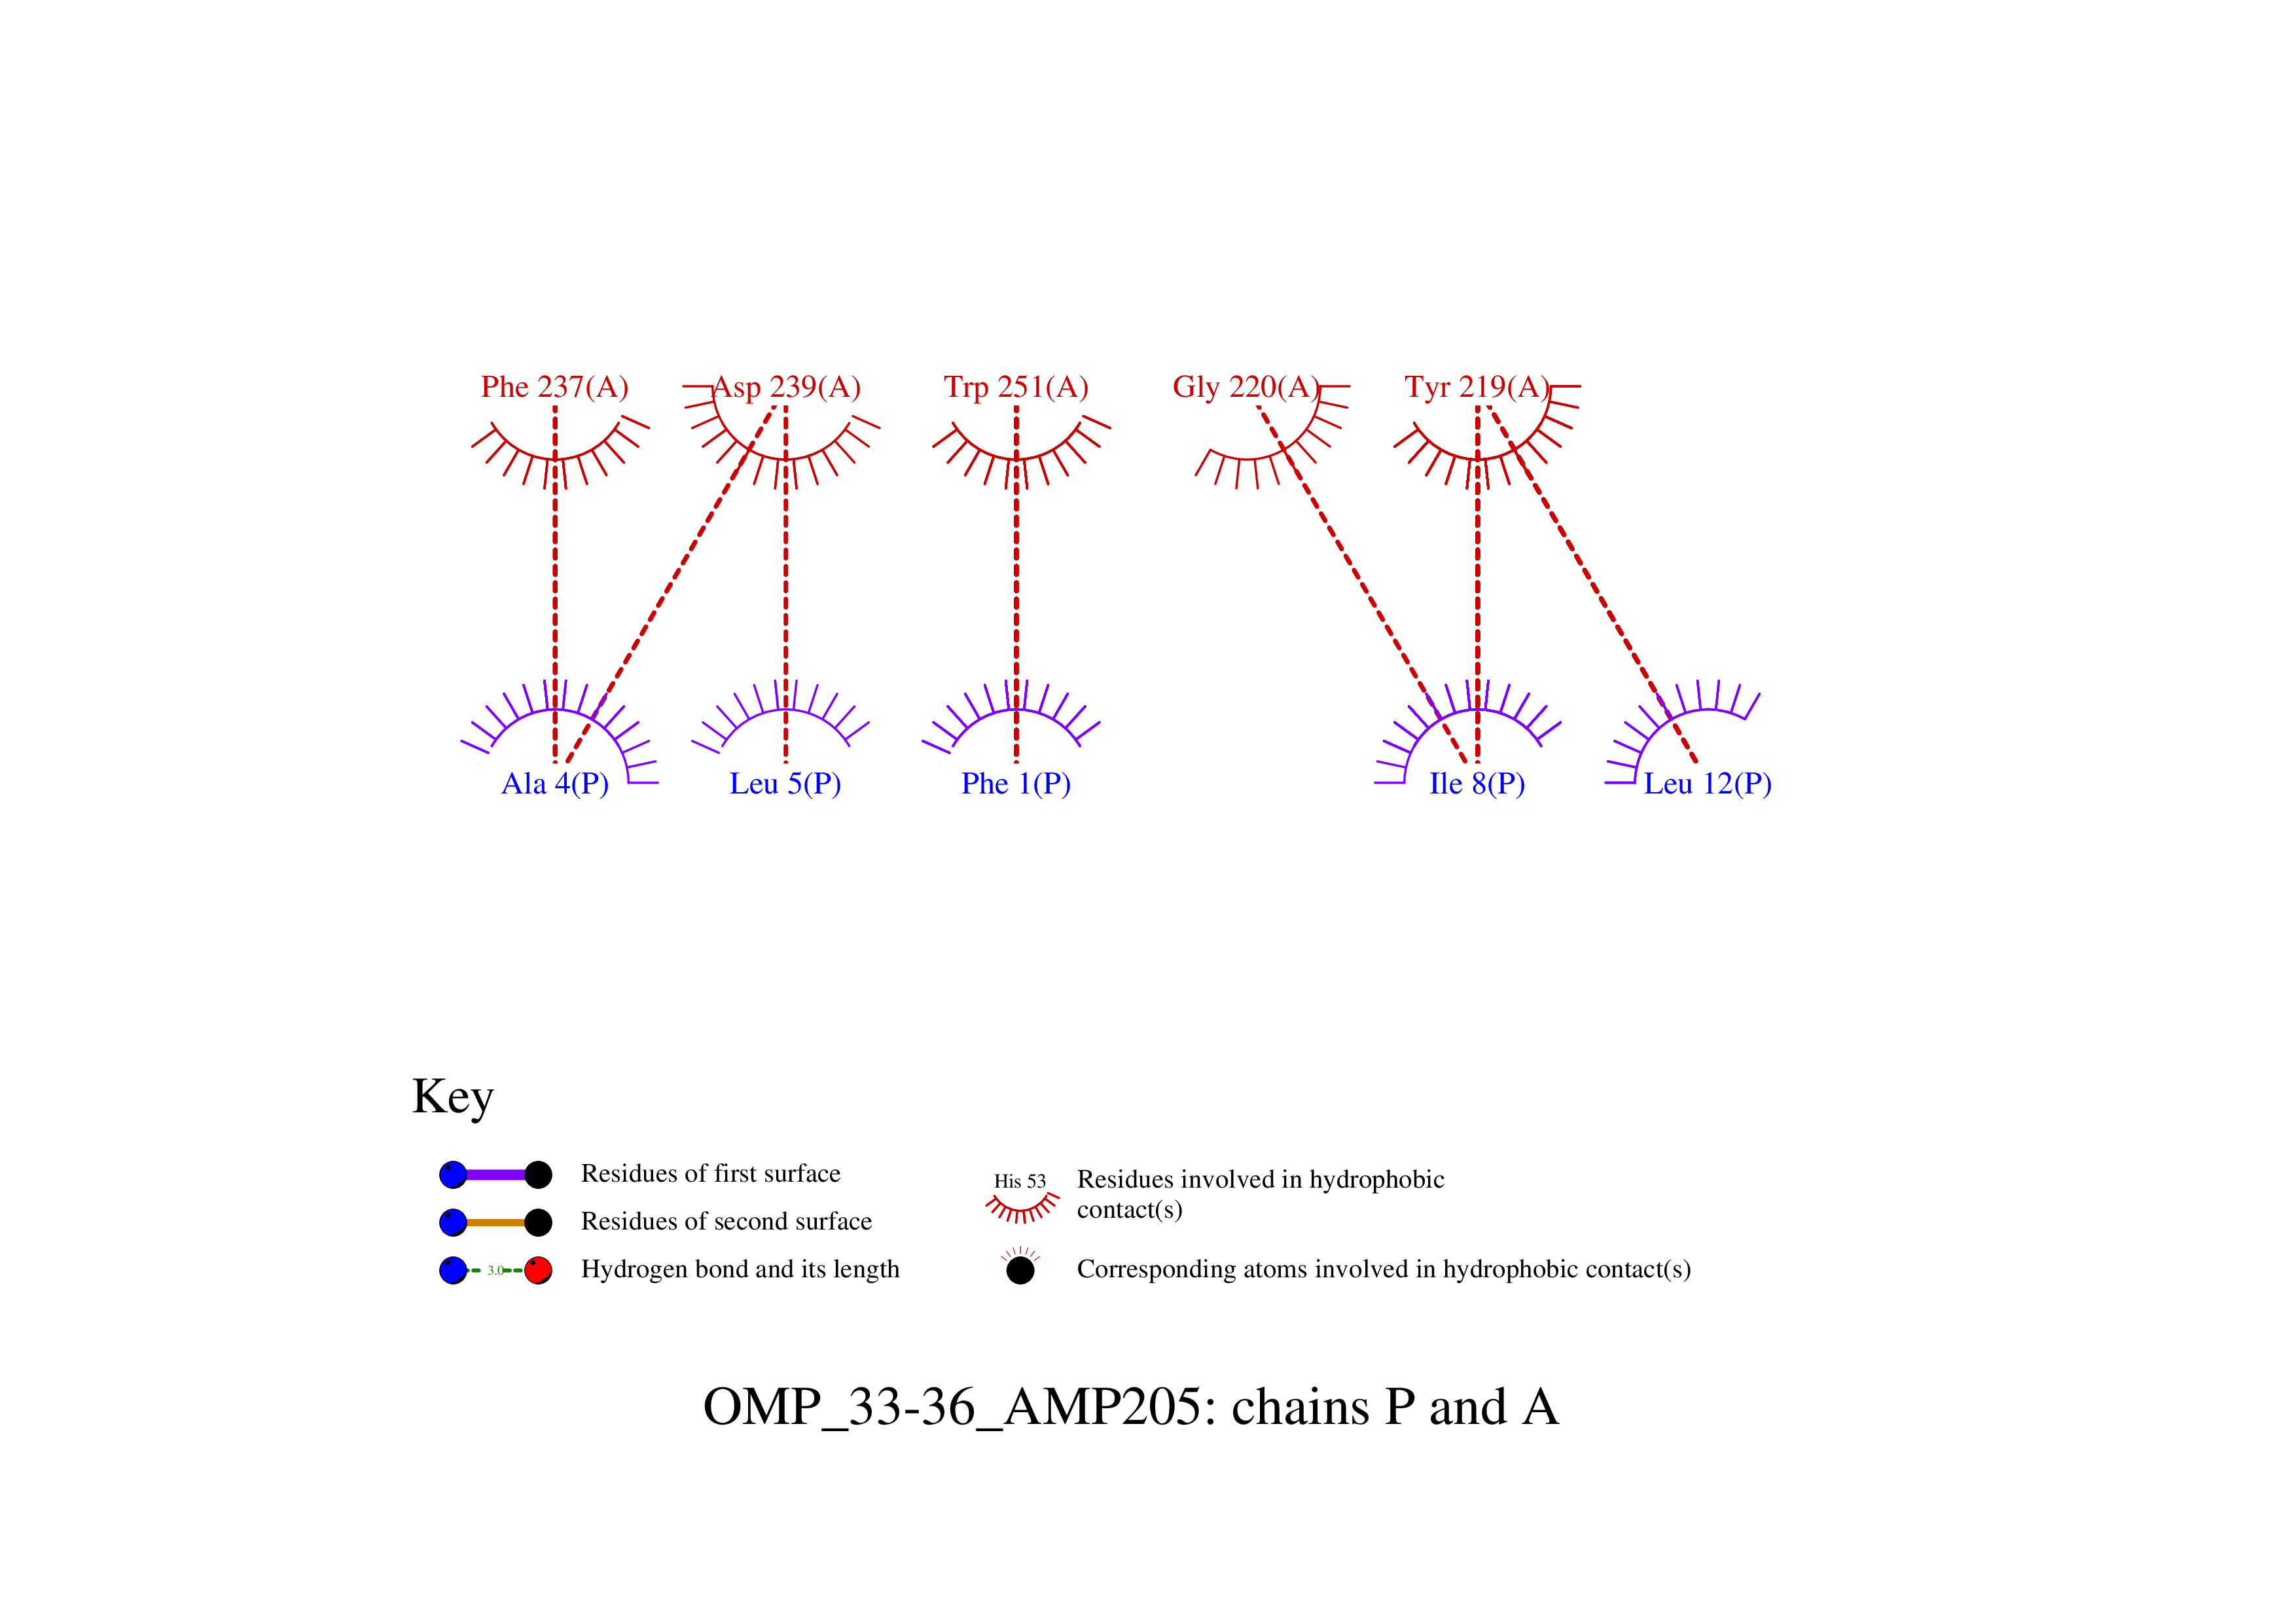 Phe 237(A) Asp 239(A) Trp 251(A) Gly 220(A) Tyr 219(A)
Ala 4(P) Leu 5(P) Phe 1(P) Ile 8(P) Leu 12(P)
Key
Residues of first surface
Residues of second surface
3.0 Hydrogen bond and its length
His 53 Residues involved in hydrophobic
contact(s)
Corresponding atoms involved in hydrophobic contact(s)
OMP_33-36_AMP205: chains P and A